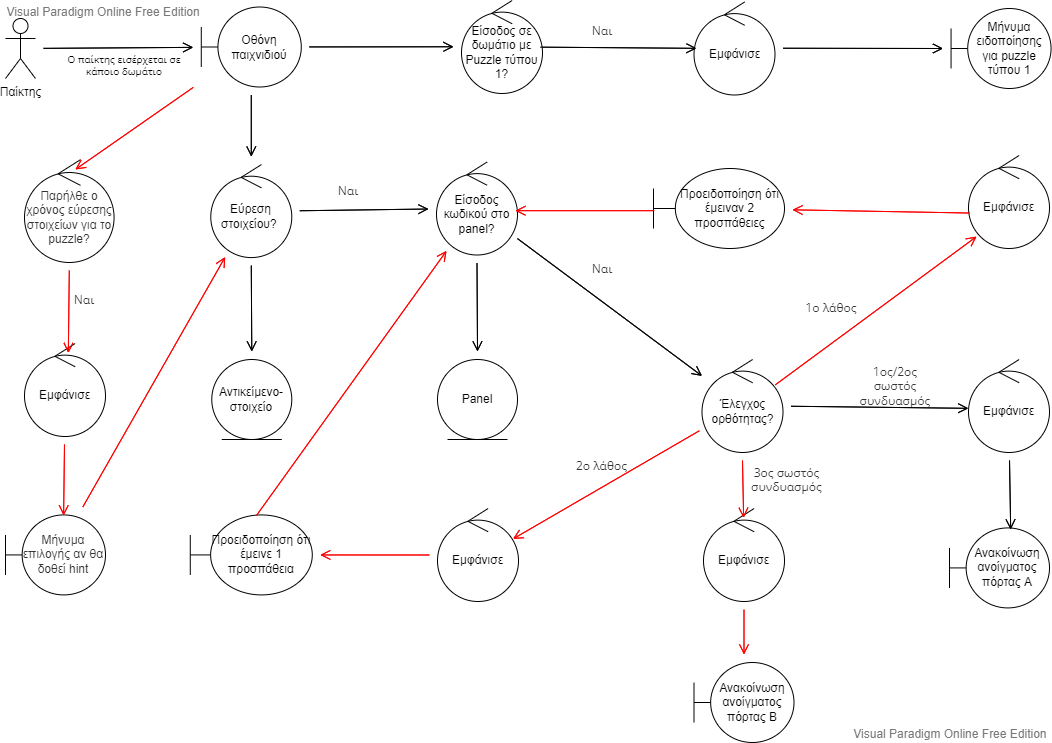 Visual Paradigm Online Free Edition
Παίκτης
Ο παίκτης εισέρχεται σε
κάποιο δωμάτιο
Οθόνη
παιχνιδιού
Είσοδος σε
δωμάτιο με
Puzzle τύπου
1?
Ναι
Εμφάνισε
Μήνυμα
ειδοποίησης
για puzzle
τύπου 1
Παρήλθε ο
χρόνος εύρεσης
στοιχείων για το
puzzle?
Εύρεση
στοιχείου?
Ναι
Είσοδος
κωδικού στο
panel?
Προειδοποίηση ότι
έμειναν 2
προσπάθειες
Εμφάνισε
Ναι
Ναι
1ο λάθος
Εμφάνισε
Αντικείμενο-
στοιχείο
Panel
Έλεγχος
ορθότητας?
1ος/2ος
σωστός
συνδυασμός
Εμφάνισε
2ο λάθος
3ος σωστός
συνδυασμός
Μήνυμα
επιλογής αν θα
δοθεί hint
Προειδοποίηση ότι
έμεινε 1
προσπάθεια
Εμφάνισε
Εμφάνισε
Ανακοίνωση
ανοίγματος
πόρτας Α
Ανακοίνωση
ανοίγματος
πόρτας Β
Visual Paradigm Online Free Edition